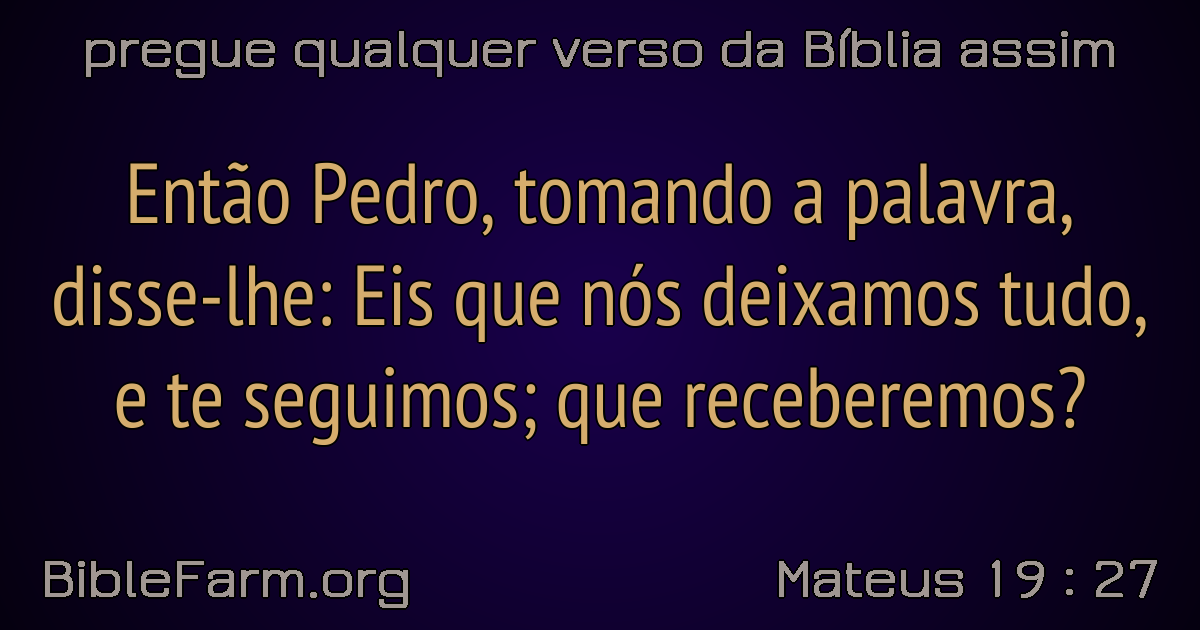 pregue qualquer verso da Bíblia assim
Então Pedro, tomando a palavra,
disse-lhe: Eis que nós deixamos tudo,
e te seguimos; que receberemos?
BibleFarm.org
Mateus 19 : 27